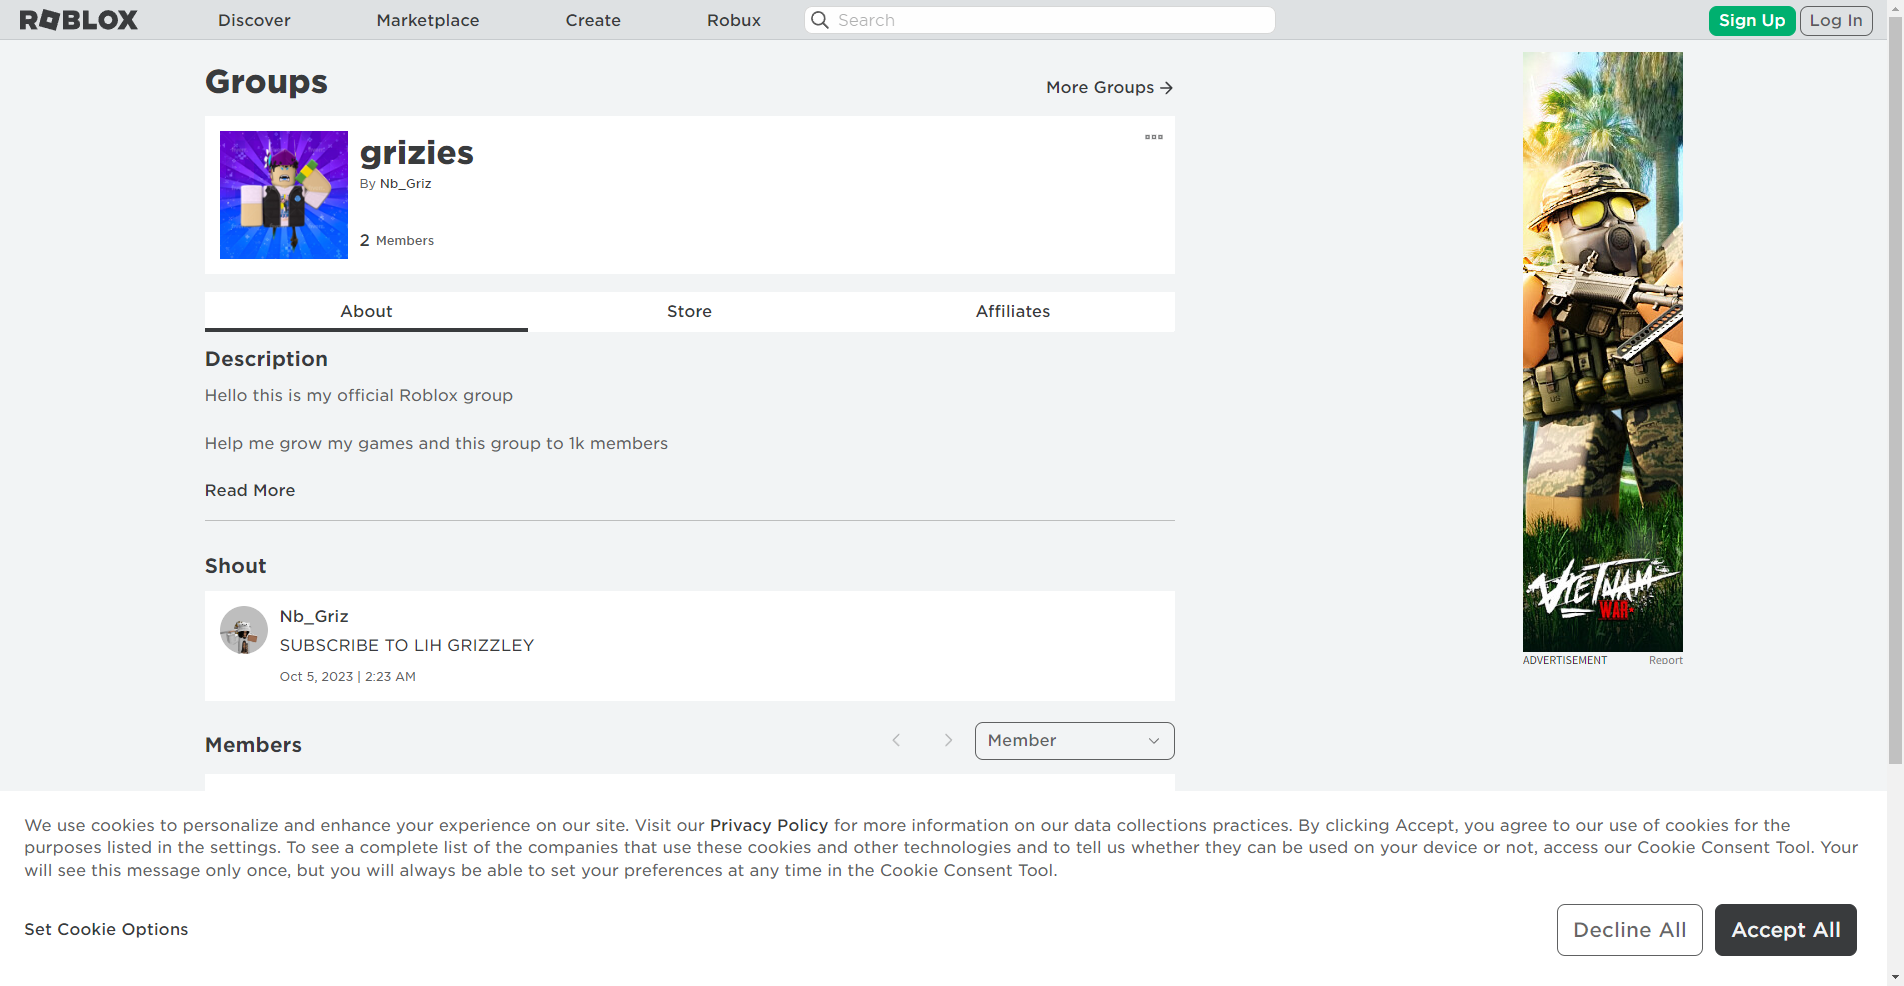 ROBLOX
Discover
Marketplace
Create
Robux
Search
Sign Up
Log In
Groups
More Groups
grizies
By Nb_Griz
2 Members
About
Store
Affiliates
Description
Hello this is my official Roblox group
Help me grow my games and this group to 1k members
Read More
Shout
Nb_Griz
SUBSCRIBE TO LIH GRIZZLEY
Oct 5, 2023 | 2:23 AM
Members
Member
US
US
VIETNAM
WAR
ADVERTISEMENT
Report
We use cookies to personalize and enhance your experience on our site. Visit our Privacy Policy for more information on our data collections practices. By clicking Accept, you agree to our use of cookies for the
purposes listed in the settings. To see a complete list of the companies that use these cookies and other technologies and to tell us whether they can be used on your device or not, access our Cookie Consent Tool. Your
will see this message only once, but you will always be able to set your preferences at any time in the Cookie Consent Tool.
Set Cookie Options
Decline All
Accept All